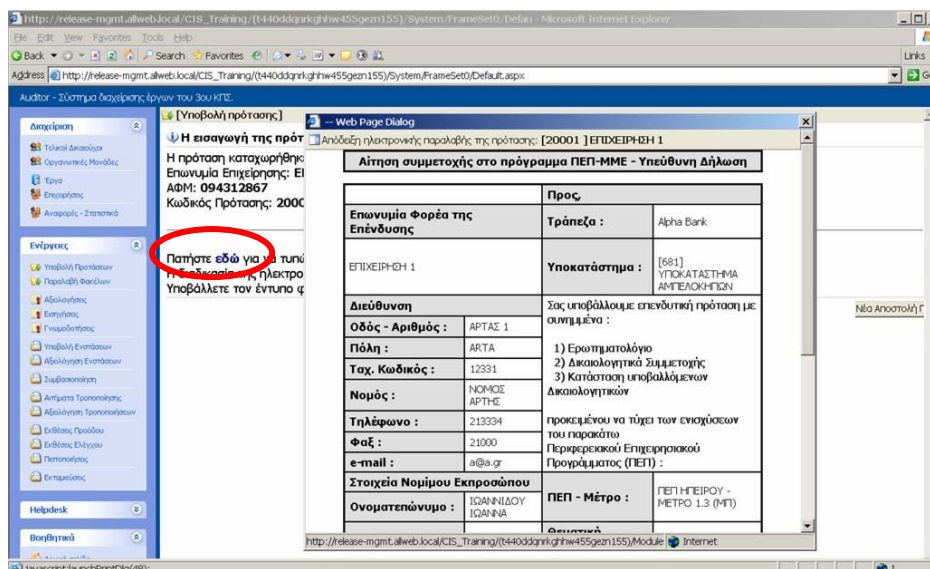 http://release-mgmt.allweb.local/CIS_Training/(t440ddqnrkghhw455gezn155)/System/FrameSet0/Defau - Microsoft Internet Explorer
File Edit View Favorites Tools Help
Back Search Favorites
Links
Address http://release-mgmt.allweb.local/CIS_Training/(t440ddqnrkghhw455gezn155)/System/FrameSet0/Default.aspx
Auditor - Σύστημα διαχείρισης έργων του 3ου ΚΠΣ.
Διαχείριση
Τελικοί Δικαιούχοι
Οργανωτικές Μονάδες
Έργα
Επιχειρήσεις
Αναφορές - Στατιστικά
Ενέργειες
Υποβολή Προτάσεων
Παραλαβή Φακέλων
Αξιολογήσεις
Εισηγήσεις
Γνωμοδοτήσεις
Υποβολή Ενστάσεων
Αξιολόγηση Ενστάσεων
Συμβασιοποίηση
Αιτήματα Τροποποίησης
Αξιολόγηση Τροποποιήσεων
Εκθέσεις Προόδου
Εκθέσεις Ελέγχου
Πιστοποιήσεις
Εκταμιεύσεις
Helpdesk
Βοηθητικά
[Υποβολή πρότασης]
Η εισαγωγή της πρότ
Η πρόταση καταχωρήθηκ
Επωνυμία Επιχείρησης: ΕΙ
ΑΦΜ: 094312867
Κωδικός Πρότασης: 2000
Πατήστε εδώ για να τυπώ
Η διαδικασία της ηλεκτρο
Υποβάλλετε τον έντυπο φ
Νέα Αποστολή Π
-- Web Page Dialog
Απόδειξη ηλεκτρονικής παραλαβής της πρότασης: [20001 ] ΕΠΙΧΕΙΡΗΣΗ 1
Αίτηση συμμετοχής στο πρόγραμμα ΠΕΠ-ΜΜΕ - Υπεύθυνη Δήλωση
Προς,
Επωνυμία Φορέα της
Επένδυσης
Τράπεζα :
Alpha Bank
ΕΠΙΧΕΙΡΗΣΗ 1
Υποκατάστημα :
[681]
ΥΠΟΚΑΤΑΣΤΗΜΑ
ΑΜΠΕΛΟΚΗΠΩΝ
Διεύθυνση
Οδός - Αριθμός : ΑΡΤΑΣ 1
Πόλη : ARTA
Ταχ. Κωδικός : 12331
Νομός : ΝΟΜΟΣ
ΑΡΤΗΣ
Τηλέφωνο : 213334
Φαξ : 21000
e-mail : a@a.gr
Στοιχεία Νομίμου Εκπροσώπου
Ονοματεπώνυμο : ΙΩΑΝΝΙΔΟΥ
ΙΩΑΝΝΑ
Σας υποβάλλουμε επενδυτική πρόταση με
συνημμένα :
1) Ερωτηματολόγιο
2) Δικαιολογητικά Συμμετοχής
3) Κατάσταση υποβαλλόμενων
Δικαιολογητικών
προκειμένου να τύχει των ενισχύσεων
του παρακάτω
Περιφερειακού Επιχειρησιακού
Προγράμματος (ΠΕΠ) :
ΠΕΠ - Μέτρο :
ΠΕΠ ΗΠΕΙΡΟΥ -
ΜΕΤΡΟ 1.3 (ΜΠ)
Θεματική
http://release-mgmt.allweb.local/CIS_Training/(t440ddqnrkghhw455gezn155)/Module Internet
javascript:launchPrintDlg(49);